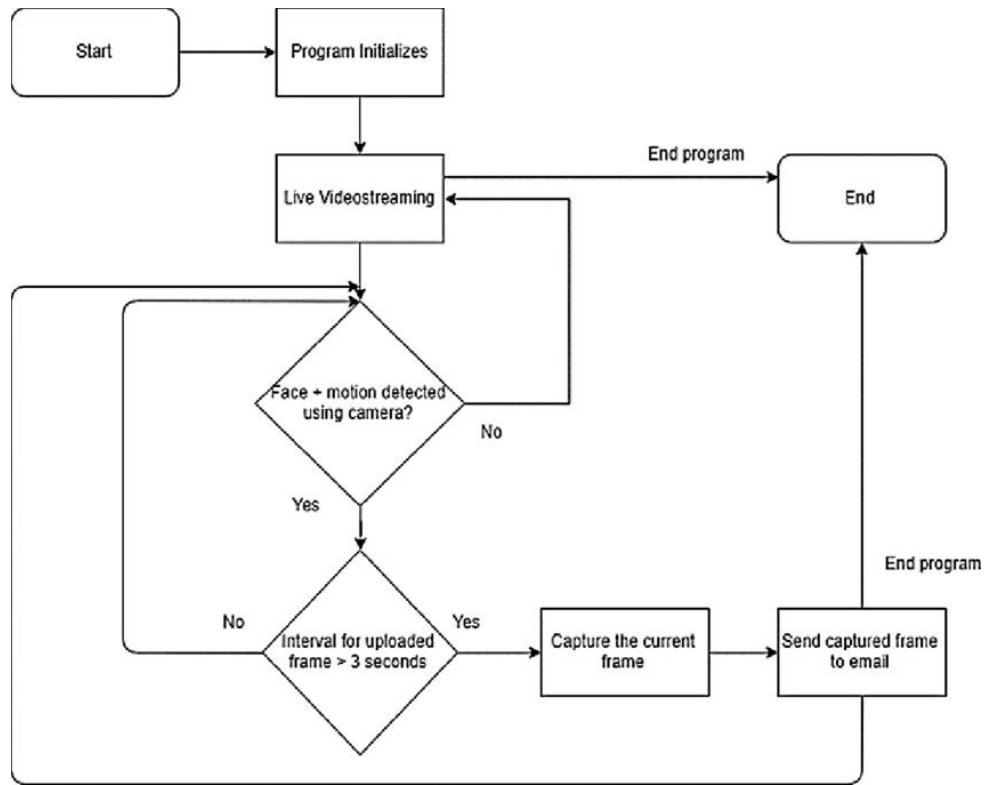 Start
Program Initializes
End program
Live Videostreaming
End
Face + motion detected
using camera?
No
Yes
End program
No
Yes
Interval for uploaded
frame > 3 seconds
Capture the current
frame
Send captured frame
to email